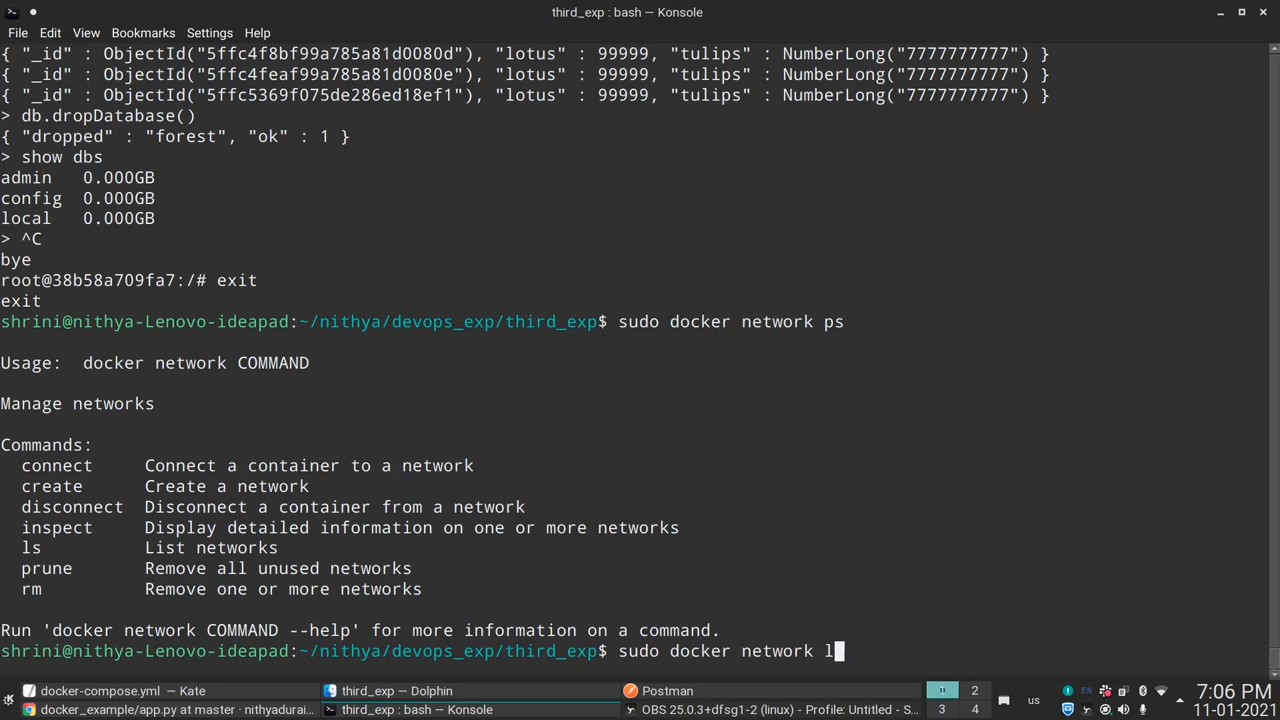 third_exp : bash — Konsole
File Edit View Bookmarks Settings Help
{ "_id" : ObjectId("5ffc4f8bf99a785a81d0080d"), "lotus" : 99999, "tulips" : NumberLong("7777777777") }
{ "_id" : ObjectId("5ffc4feaf99a785a81d0080e"), "lotus" : 99999, "tulips" : NumberLong("7777777777") }
{ "_id" : ObjectId("5ffc5369f075de286ed18ef1"), "lotus" : 99999, "tulips" : NumberLong("7777777777") }
> db.dropDatabase()
{ "dropped" : "forest", "ok" : 1 }
> show dbs
admin 0.000GB
config 0.000GB
local 0.000GB
> ^C
bye
root@38b58a709fa7:/# exit
exit
shrini@nithya-Lenovo-ideapad:~/nithya/devops_exp/third_exp$ sudo docker network ps
Usage: docker network COMMAND
Manage networks
Commands:
connect Connect a container to a network
create Create a network
disconnect Disconnect a container from a network
inspect Display detailed information on one or more networks
ls List networks
prune Remove all unused networks
rm Remove one or more networks
Run 'docker network COMMAND --help' for more information on a command.
shrini@nithya-Lenovo-ideapad:~/nithya/devops_exp/third_exp$ sudo docker network l
docker-compose.yml — Kate
third_exp — Dolphin
Postman
docker_example/app.py at master · nithyadurai...
third_exp : bash — Konsole
OBS 25.0.3+dfsg1-2 (linux) - Profile: Untitled - S...
2
3 4
us
EN
7:06 PM
11-01-2021